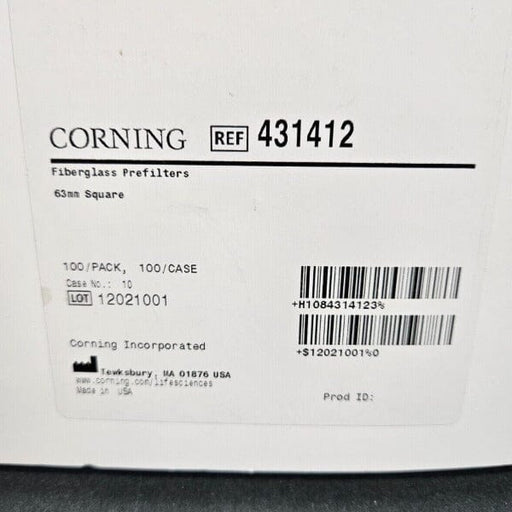 CORNING REF 431412
Fiberglass Prefilters
63mm Square
100/PACK, 100/CASE
Case No.: 10
LOT 12021001
+H1084314123%
+$12021001%0
Corning Incorporated
Tewksbury, MA 01876 USA
www.corning.com/lifesciences
Made in USA
Prod ID: